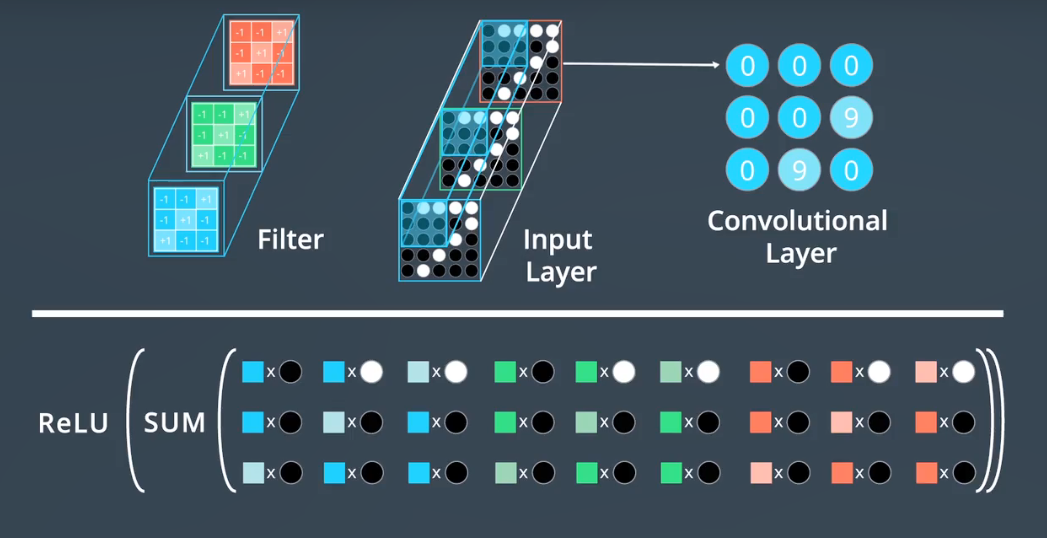 -1 -1 +1
-1 +1 -1
+1 -1 -1
-1 -1 +1
-1 +1 -1
+1 -1 -1
-1 -1 +1
-1 +1 -1
+1 -1 -1
Filter
Input
Layer
0 0 0
0 0 9
0 9 0
Convolutional
Layer
x x x x x x x x x
ReLU ( SUM ( x x x x x x x x x ))
x x x x x x x x x